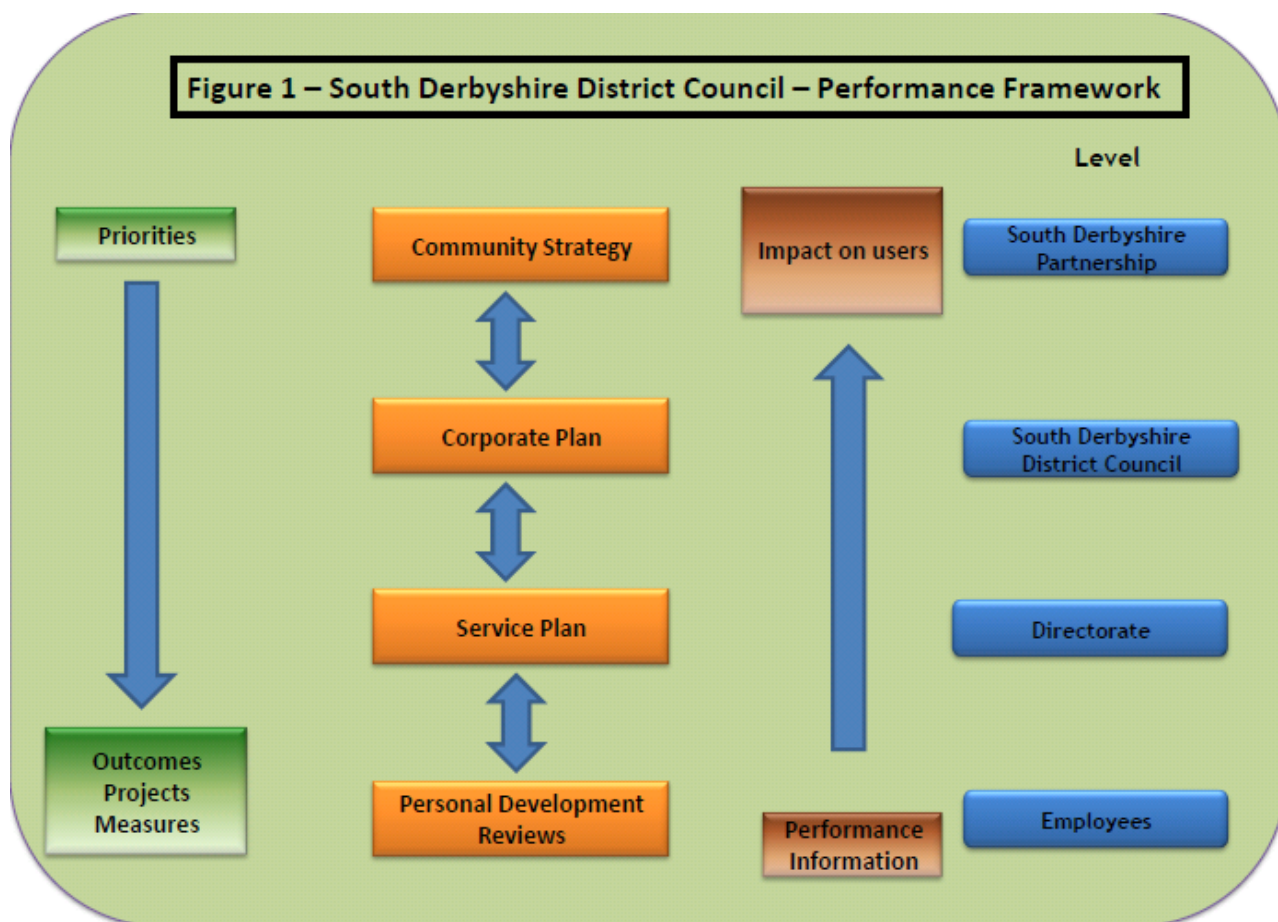 Figure 1 – South Derbyshire District Council – Performance Framework
Level
Priorities
Community Strategy
Impact on users
South Derbyshire
Partnership
Corporate Plan
South Derbyshire
District Council
Service Plan
Directorate
Outcomes
Projects
Measures
Personal Development
Reviews
Performance
Information
Employees